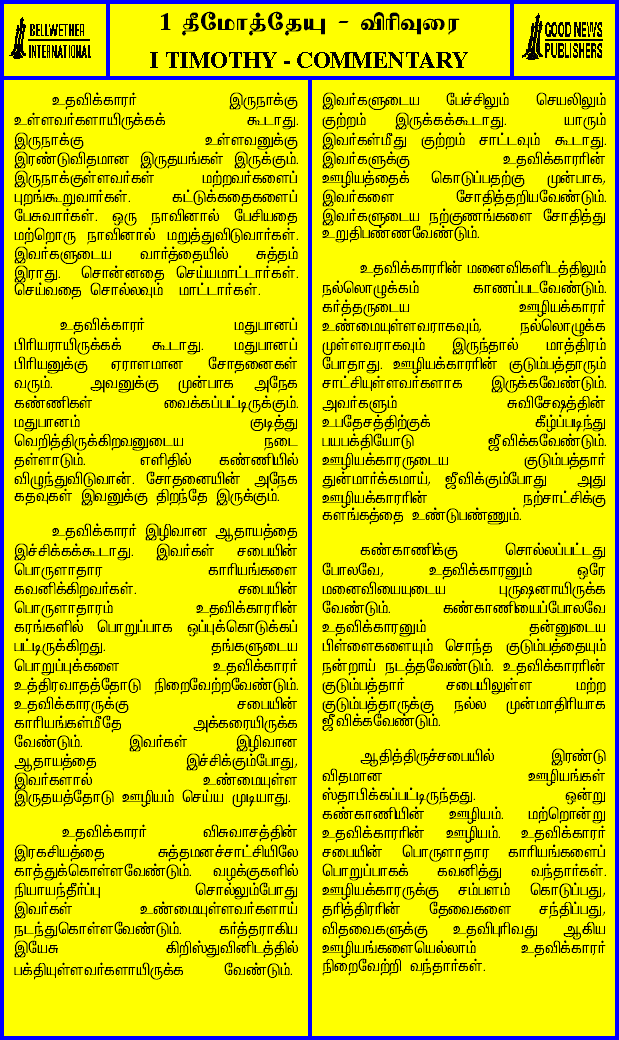 BELLWETHER
INTERNATIONAL
1 தீமோத்தேயு - விரிவுரை
I TIMOTHY - COMMENTARY
GOOD NEWS
PUBLISHERS
உதவிக்காரர் இருநாக்கு
உள்ளவர்களாயிருக்கக் கூடாது.
இருநாக்கு உள்ளவனுக்கு
இரண்டுவிதமான இருதயங்கள் இருக்கும்.
இருநாக்குள்ளவர்கள் மற்றவர்களைப்
புறங்கூறுவார்கள். கட்டுக்கதைகளைப்
பேசுவார்கள். ஒரு நாவினால் பேசியதை
மற்றொரு நாவினால் மறுத்துவிடுவார்கள்.
இவர்களுடைய வார்த்தையில் சுத்தம்
இராது. சொன்னதை செய்யமாட்டார்கள்.
செய்வதை சொல்லவும் மாட்டார்கள்.
உதவிக்காரர் மதுபானப்
பிரியராயிருக்கக் கூடாது. மதுபானப்
பிரியனுக்கு ஏராளமான சோதனைகள்
வரும். அவனுக்கு முன்பாக அநேக
கண்ணிகள் வைக்கப்பட்டிருக்கும்.
மதுபானம் குடித்து
வெறித்திருக்கிறவனுடைய நடை
தள்ளாடும். எளிதில் கண்ணியில்
விழுந்துவிடுவான். சோதனையின் அநேக
கதவுகள் இவனுக்கு திறந்தே இருக்கும்.
உதவிக்காரர் இழிவான ஆதாயத்தை
இச்சிக்கக்கூடாது. இவர்கள் சபையின்
பொருளாதார காரியங்களை
கவனிக்கிறவர்கள். சபையின்
பொருளாதாரம் உதவிக்காரரின்
கரங்களில் பொறுப்பாக ஒப்புக்கொடுக்கப்
பட்டிருக்கிறது. தங்களுடைய
பொறுப்புக்களை உதவிக்காரர்
உத்திரவாதத்தோடு நிறைவேற்றவேண்டும்.
உதவிக்காரருக்கு சபையின்
காரியங்கள்மீதே அக்கரையிருக்க
வேண்டும். இவர்கள் இழிவான
ஆதாயத்தை இச்சிக்கும்போது,
இவர்களால் உண்மையுள்ள
இருதயத்தோடு ஊழியம் செய்ய முடியாது.
உதவிக்காரர் விசுவாசத்தின்
இரகசியத்தை சுத்தமனச்சாட்சியிலே
காத்துக்கொள்ளவேண்டும். வழக்குகளில்
நியாயந்தீர்ப்பு சொல்லும்போது
இவர்கள் உண்மையுள்ளவர்களாய்
நடந்துகொள்ளவேண்டும். கர்த்தராகிய
இயேசு கிறிஸ்துவினிடத்தில்
பக்தியுள்ளவர்களாயிருக்க வேண்டும்.
இவர்களுடைய பேச்சிலும் செயலிலும்
குற்றம் இருக்கக்கூடாது. யாரும்
இவர்கள்மீது குற்றம் சாட்டவும் கூடாது.
இவர்களுக்கு உதவிக்காரரின்
ஊழியத்தைக் கொடுப்பதற்கு முன்பாக,
இவர்களை சோதித்தறியவேண்டும்.
இவர்களுடைய நற்குணங்களை சோதித்து
உறுதிபண்ணவேண்டும்.
உதவிக்காரரின் மனைவிகளிடத்திலும்
நல்லொழுக்கம் காணப்படவேண்டும்.
கர்த்தருடைய ஊழியக்காரர்
உண்மையுள்ளவராகவும், நல்லொழுக்க
முள்ளவராகவும் இருந்தால் மாத்திரம்
போதாது. ஊழியக்காரரின் குடும்பத்தாரும்
சாட்சியுள்ளவர்களாக இருக்கவேண்டும்.
அவர்களும் சுவிசேஷத்தின்
உபதேசத்திற்குக் கீழ்ப்படிந்து
பயபக்தியோடு ஜீவிக்கவேண்டும்.
ஊழியக்காரருடைய குடும்பத்தார்
துன்மார்க்கமாய், ஜீவிக்கும்போது அது
ஊழியக்காரரின் நற்சாட்சிக்கு
களங்கத்தை உண்டுபண்ணும்.
கண்காணிக்கு சொல்லப்பட்டது
போலவே, உதவிக்காரனும் ஒரே
மனைவியையுடைய புருஷனாயிருக்க
வேண்டும். கண்காணியைப்போலவே
உதவிக்காரனும் தன்னுடைய
பிள்ளைகளையும் சொந்த குடும்பத்தையும்
நன்றாய் நடத்தவேண்டும். உதவிக்காரரின்
குடும்பத்தார் சபையிலுள்ள மற்ற
குடும்பத்தாருக்கு நல்ல முன்மாதிரியாக
ஜீவிக்கவேண்டும்.
ஆதித்திருச்சபையில் இரண்டு
விதமான ஊழியங்கள்
ஸ்தாபிக்கப்பட்டிருந்தது. ஒன்று
கண்காணியின் ஊழியம். மற்றொன்று
உதவிக்காரரின் ஊழியம். உதவிக்காரர்
சபையின் பொருளாதார காரியங்களைப்
பொறுப்பாகக் கவனித்து வந்தார்கள்.
ஊழியக்காரருக்கு சம்பளம் கொடுப்பது,
தரித்திரரின் தேவைகளை சந்திப்பது,
விதவைகளுக்கு உதவிபுரிவது ஆகிய
ஊழியங்களையெல்லாம் உதவிக்காரர்
நிறைவேற்றி வந்தார்கள்.